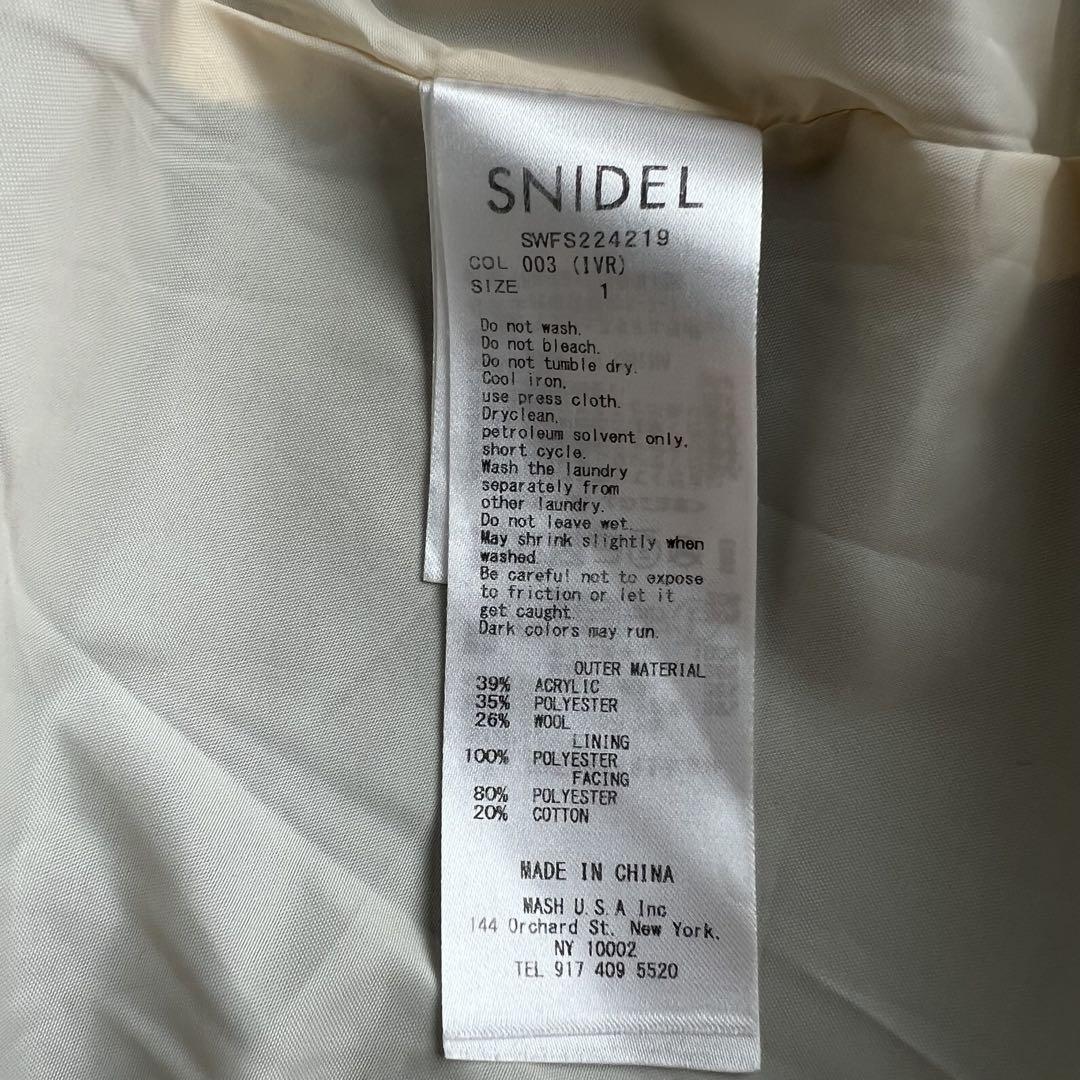 SNIDEL
SWFS224219
COL 003 (IVR)
SIZE 1
Do not wash.
Do not bleach.
Do not tumble dry.
Cool iron,
use press cloth.
Dryclean,
petroleum solvent only,
short cycle.
Wash the laundry
separately from
other laundry.
Do not leave wet.
May shrink slightly when
washed.
Be careful not to expose
to friction or let it
get caught.
Dark colors may run.
OUTER MATERIAL
39% ACRYLIC
35% POLYESTER
26% WOOL
LINING
100% POLYESTER
FACING
80% POLYESTER
20% COTTON
MADE IN CHINA
MASH U.S.A Inc
144 Orchard St. New York,
NY 10002
TEL 917 409 5520